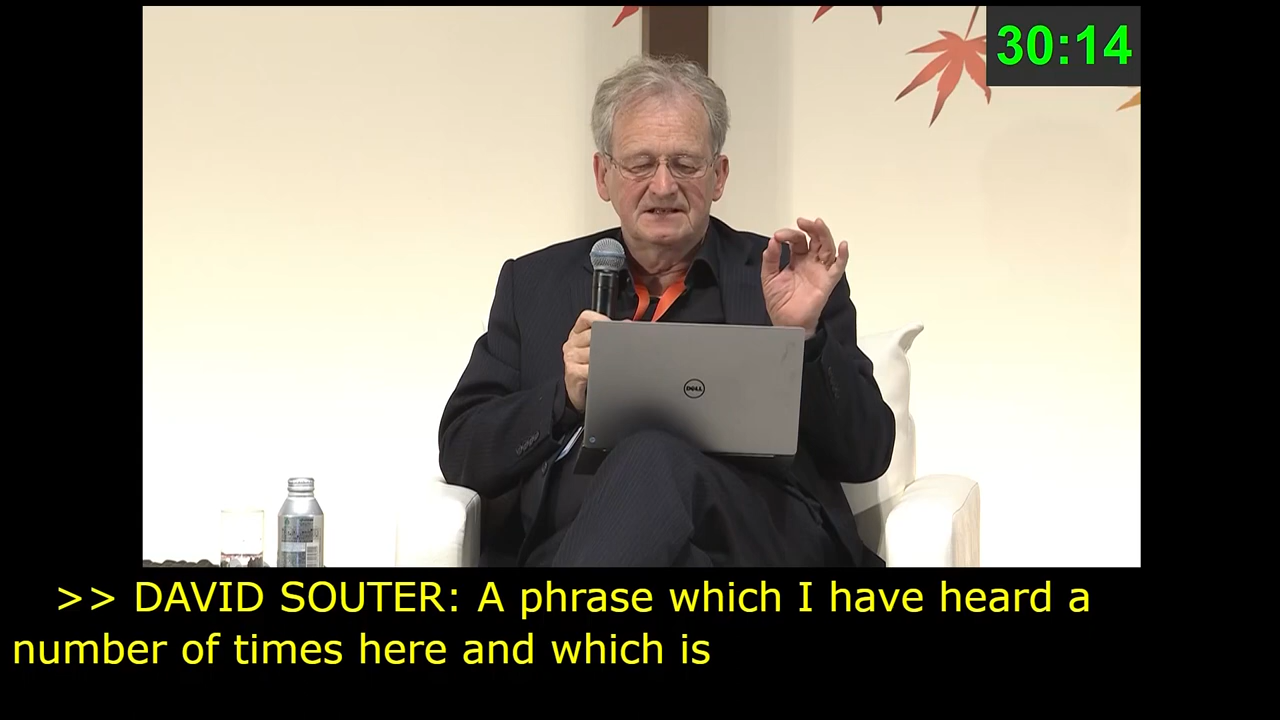 30:14
DELL
>> DAVID SOUTER: A phrase which I have heard a
number of times here and which is